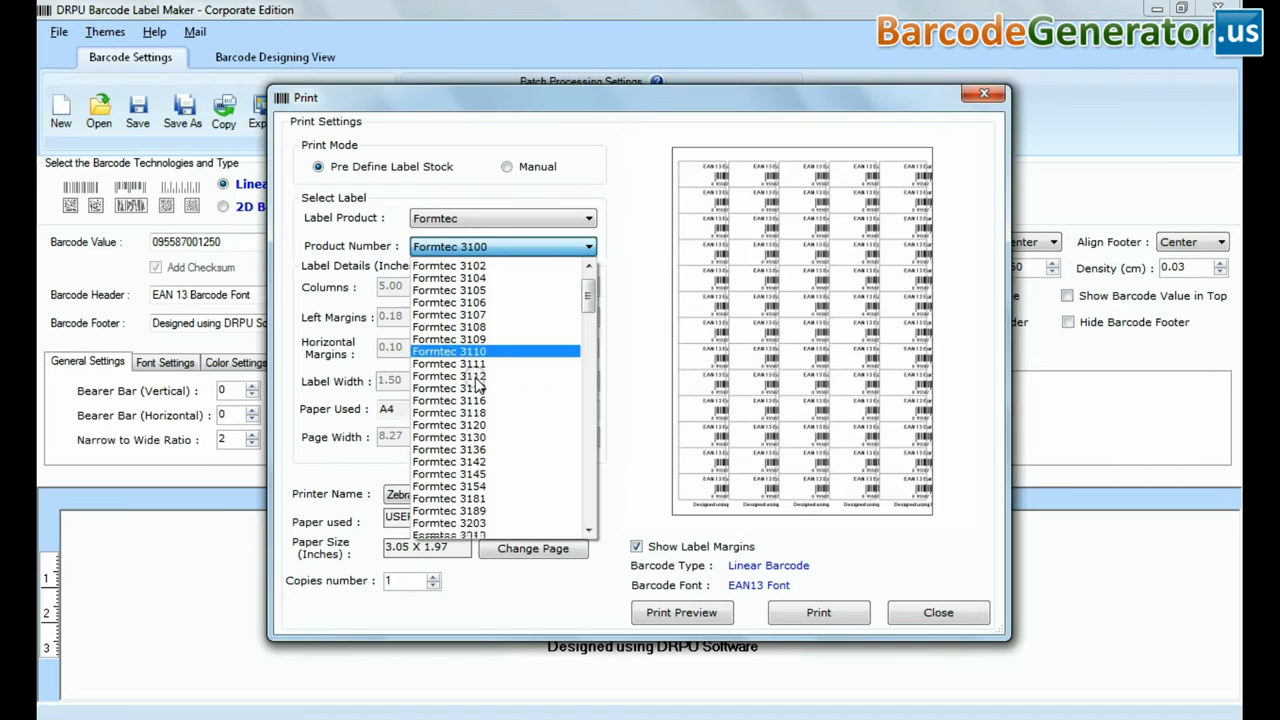 DRPU Barcode Label Maker - Corporate Edition
BarcodeGenerator.us
File Themes Help Mail
Barcode Settings Barcode Designing View
Batch Processing Settings
New Open Save Save As Copy
Select the Barcode Technologies and Type
Barcode Value : 095587001250
Add Checksum
Barcode Header : EAN 13 Barcode Font
Barcode Footer :
General Settings Font Settings Color Settings
Bearer Bar (Vertical) : 0
Bearer Bar (Horizontal) : 0
Narrow to Wide Ratio : 2
Print
Print Settings
Print Mode
Pre Define Label Stock Manual
Select Label
Label Product : Formtec
Product Number : Formtec 3100
Label Details
Columns : 5.00
Left Margins : 0.18
Horizontal
Margins : 0.10
Label Width : 1.50
Paper Used : A4
Page Width : 8.27
Formtec 3102
Formtec 3104
Formtec 3105
Formtec 3106
Formtec 3107
Formtec 3108
Formtec 3109
Formtec 3110
Formtec 3111
Formtec 3112
Formtec
Formtec 3116
Formtec 3118
Formtec 3120
Formtec 3130
Formtec 3136
Formtec 3142
Formtec 3145
Formtec 3154
Formtec 3181
Formtec 3189
Formtec 3203
Printer Name :
Paper used :
Paper Size
(Inches) : 3.05 X 1.97 Change Page
Copies number : 1
Show Label Margins
Barcode Type : Linear Barcode
Barcode Font : EAN13 Font
Print Preview Print Close
Align Footer : Center
Density (cm) : 0.03
Show Barcode Value in Top
Hide Barcode Footer
1
2
3
Designed using DRPU Software